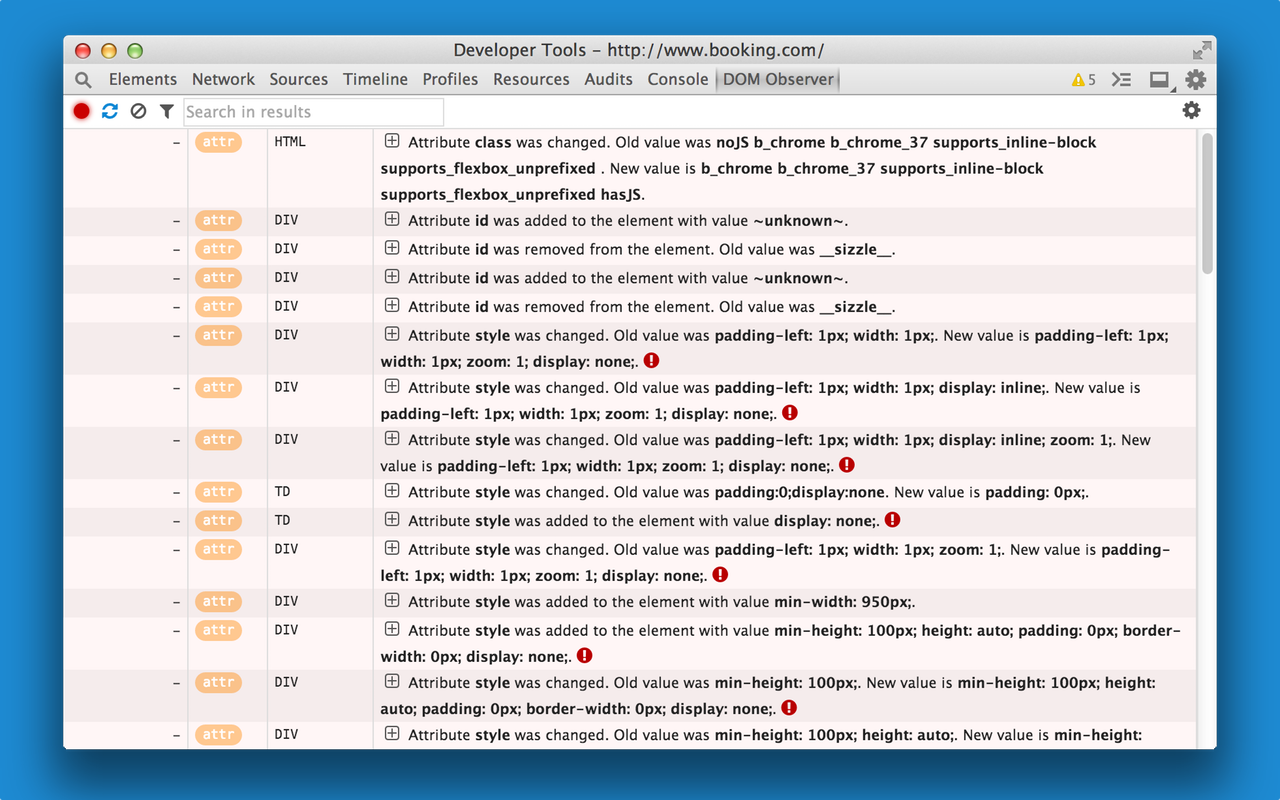 Developer Tools – http://www.booking.com/
Elements Network Sources Timeline Profiles Resources Audits Console DOM Observer 5
Search in results
– attr HTML Attribute class was changed. Old value was noJS b_chrome b_chrome_37 supports_inline-block
supports_flexbox_unprefixed . New value is b_chrome b_chrome_37 supports_inline-block
supports_flexbox_unprefixed hasJS.
– attr DIV Attribute id was added to the element with value ~unknown~.
– attr DIV Attribute id was removed from the element. Old value was __sizzle__.
– attr DIV Attribute id was added to the element with value ~unknown~.
– attr DIV Attribute id was removed from the element. Old value was __sizzle__.
– attr DIV Attribute style was changed. Old value was padding-left: 1px; width: 1px;. New value is padding-left: 1px;
width: 1px; zoom: 1; display: none;.
– attr DIV Attribute style was changed. Old value was padding-left: 1px; width: 1px; display: inline;. New value is
padding-left: 1px; width: 1px; zoom: 1; display: none;.
– attr DIV Attribute style was changed. Old value was padding-left: 1px; width: 1px; display: inline; zoom: 1;. New
value is padding-left: 1px; width: 1px; zoom: 1; display: none;.
– attr TD Attribute style was changed. Old value was padding:0;display:none. New value is padding: 0px;.
– attr TD Attribute style was added to the element with value display: none;.
– attr DIV Attribute style was changed. Old value was padding-left: 1px; width: 1px; zoom: 1;. New value is padding-
left: 1px; width: 1px; zoom: 1; display: none;.
– attr DIV Attribute style was added to the element with value min-width: 950px;.
– attr DIV Attribute style was added to the element with value min-height: 100px; height: auto; padding: 0px; border-
width: 0px; display: none;.
– attr DIV Attribute style was changed. Old value was min-height: 100px;. New value is min-height: 100px; height:
auto; padding: 0px; border-width: 0px; display: none;.
– attr DIV Attribute style was changed. Old value was min-height: 100px; height: auto;. New value is min-height: